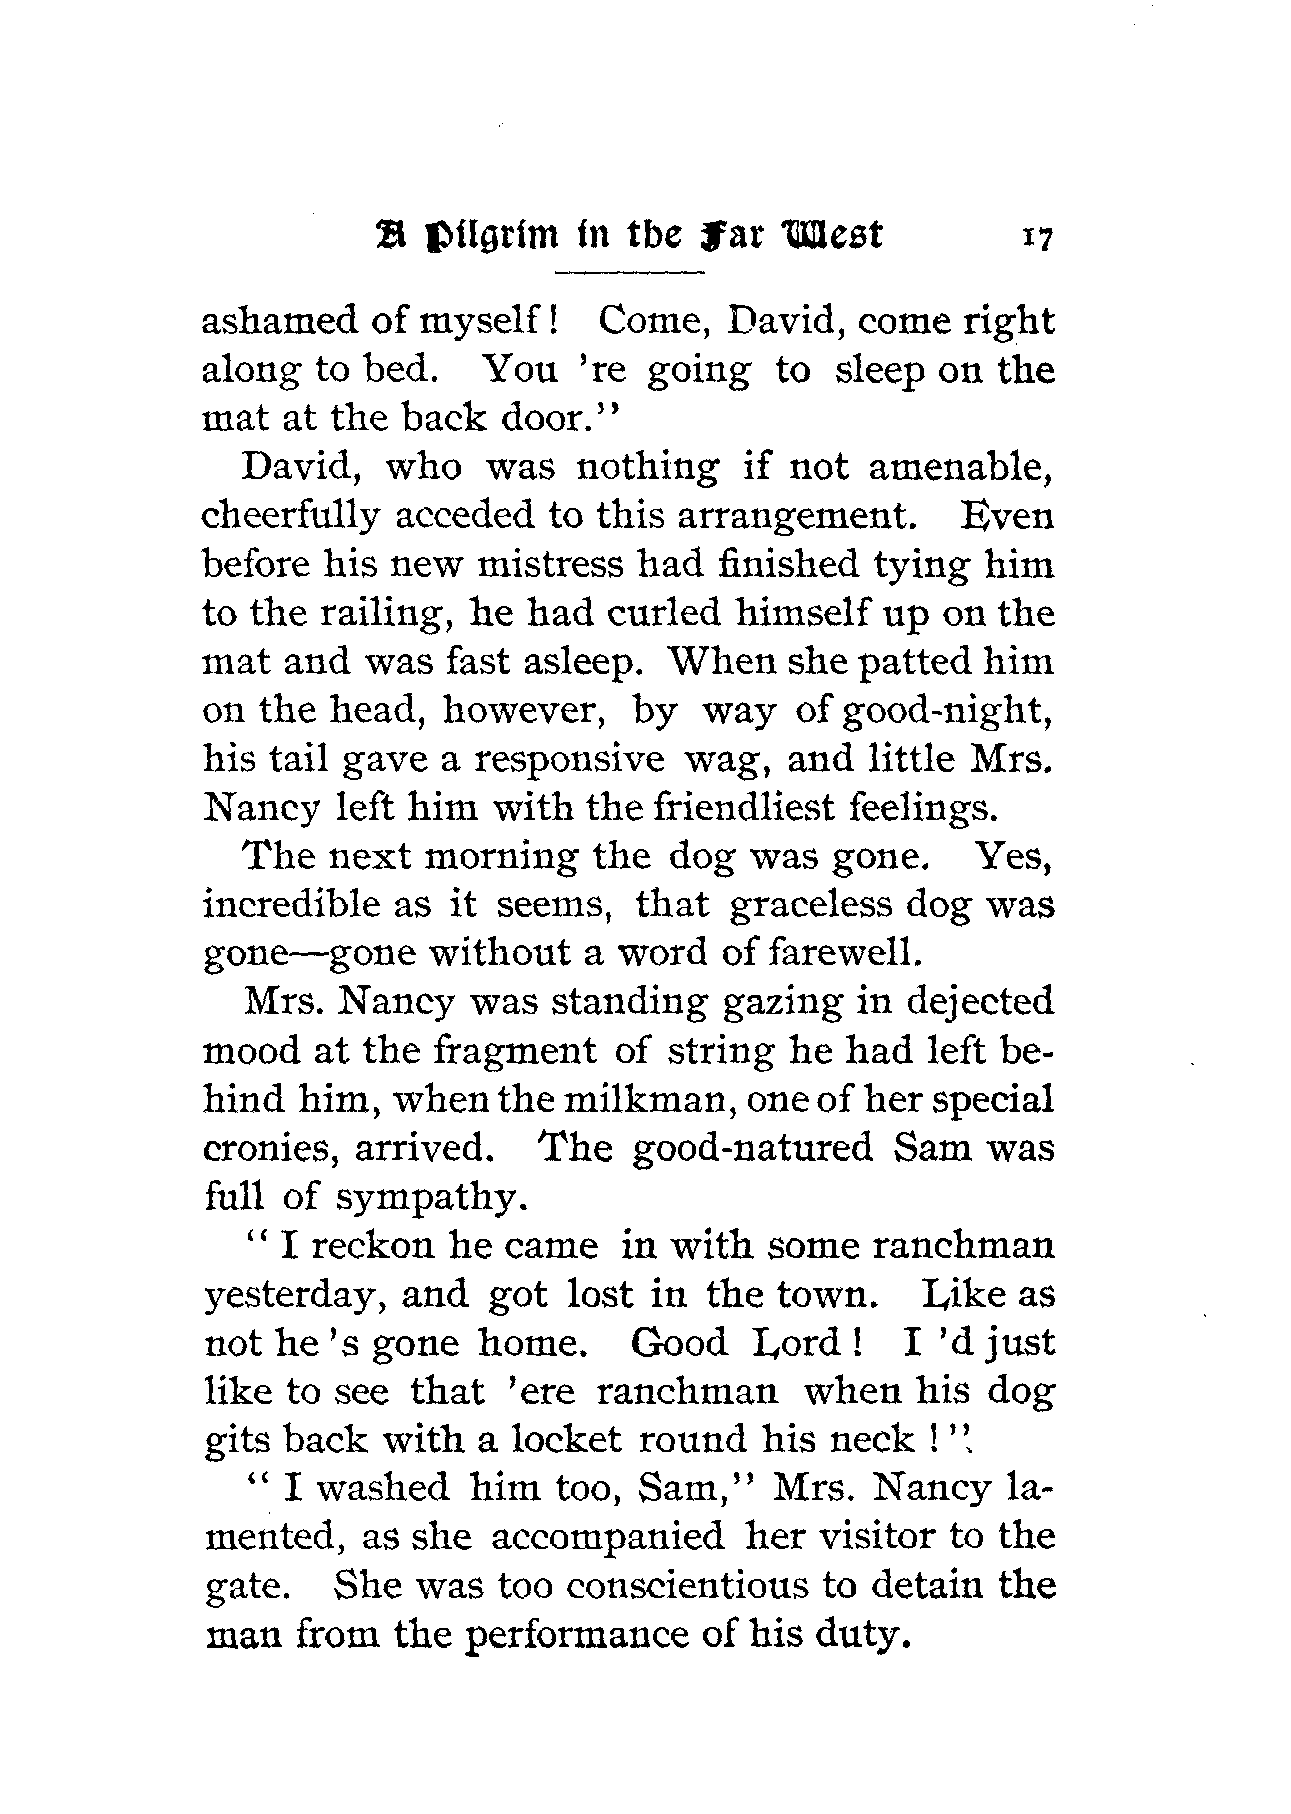 A Pilgrim in the Far West 17
ashamed of myself! Come, David, come right
along to bed. You 're going to sleep on the
mat at the back door."
David, who was nothing if not amenable,
cheerfully acceded to this arrangement. Even
before his new mistress had finished tying him
to the railing, he had curled himself up on the
mat and was fast asleep. When she patted him
on the head, however, by way of good-night,
his tail gave a responsive wag, and little Mrs.
Nancy left him with the friendliest feelings.
The next morning the dog was gone. Yes,
incredible as it seems, that graceless dog was
gone—gone without a word of farewell.
Mrs. Nancy was standing gazing in dejected
mood at the fragment of string he had left be-
hind him, when the milkman, one of her special
cronies, arrived. The good-natured Sam was
full of sympathy.
" I reckon he came in with some ranchman
yesterday, and got lost in the town. Like as
not he 's gone home. Good Lord! I 'd just
like to see that 'ere ranchman when his dog
gits back with a locket round his neck!"
" I washed him too, Sam," Mrs. Nancy la-
mented, as she accompanied her visitor to the
gate. She was too conscientious to detain the
man from the performance of his duty.